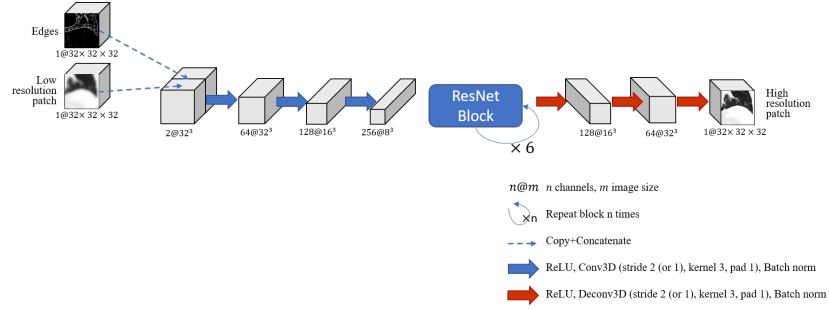 Edges
1@32× 32 × 32
Low
resolution
patch
1@32× 32 × 32
2@32³
64@32³
128@16³
256@8³
ResNet
Block
× 6
128@16³
64@32³
1@32× 32 × 32
High
resolution
patch
n@m n channels, m image size
×n Repeat block n times
Copy+Concatenate
ReLU, Conv3D (stride 2 (or 1), kernel 3, pad 1), Batch norm
ReLU, Deconv3D (stride 2 (or 1), kernel 3, pad 1), Batch norm